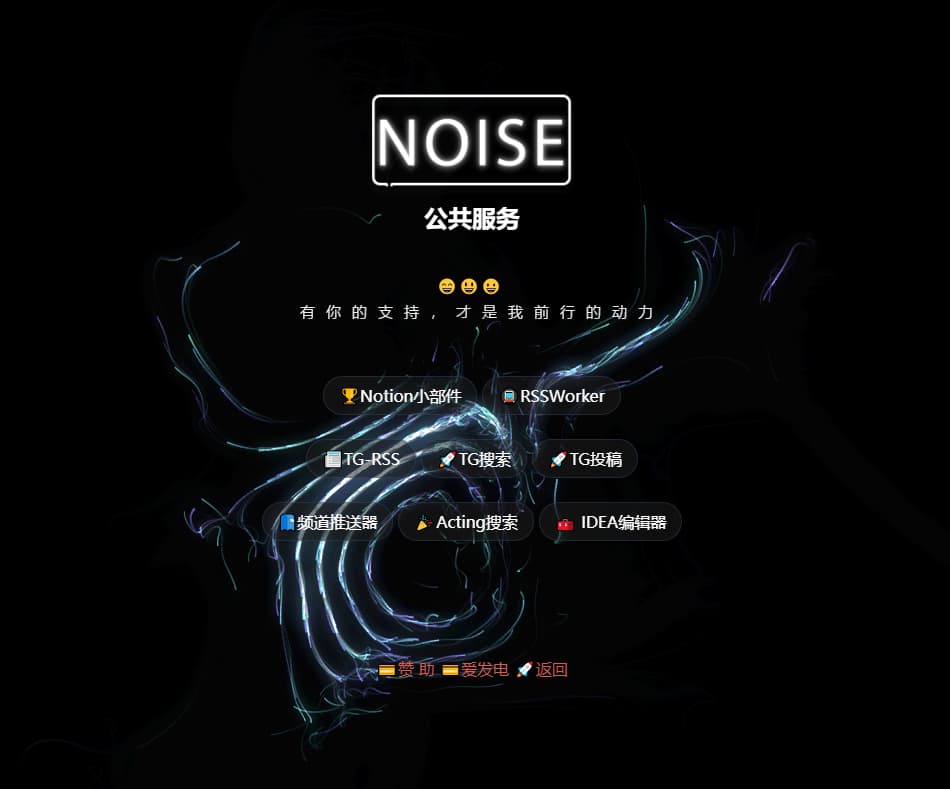 NOISE
公共服务
😄😃😀
有你的支持，才是我前行的动力
🏆Notion小部件 🚊RSSWorker
📰TG-RSS 🚀TG搜索 🚀TG投稿
📘频道推送器 🎉Acting搜索 🧰 IDEA编辑器
💳赞 助 💳爱发电 🚀返回